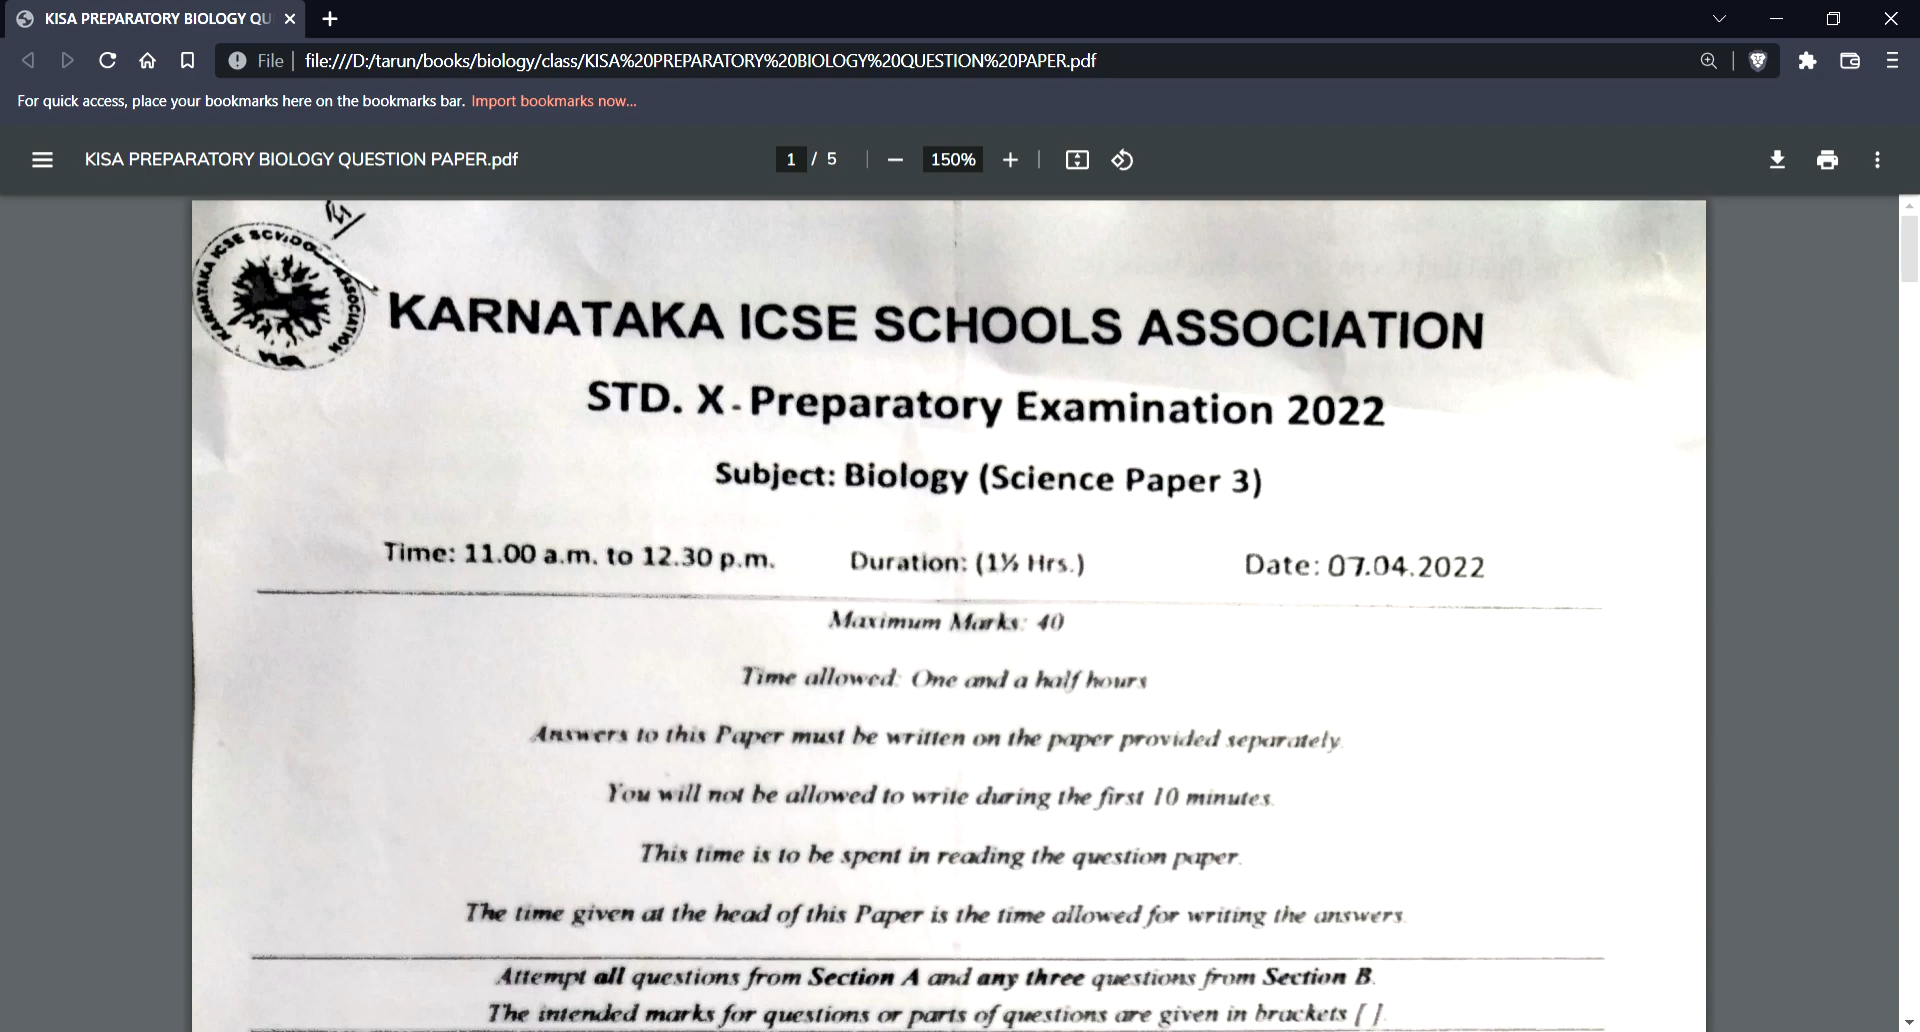 KISA PREPARATORY BIOLOGY QU
File file:///D:/tarun/books/biology/class/KISA%20PREPARATORY%20BIOLOGY%20QUESTION%20PAPER.pdf
For quick access, place your bookmarks here on the bookmarks bar. Import bookmarks now...
KISA PREPARATORY BIOLOGY QUESTION PAPER.pdf 1 / 5 150%
KARNATAKA ICSE SCHOOLS ASSOCIATION
KARNATAKA ICSE SCHOOLS ASSOCIATION
STD. X - Preparatory Examination 2022
Subject: Biology (Science Paper 3)
Time: 11.00 a.m. to 12.30 p.m. Duration: (1½ Hrs.) Date: 07.04.2022
Maximum Marks: 40
Time allowed: One and a half hours
Answers to this Paper must be written on the paper provided separately.
You will not be allowed to write during the first 10 minutes.
This time is to be spent in reading the question paper.
The time given at the head of this Paper is the time allowed for writing the answers.
Attempt all questions from Section A and any three questions from Section B.
The intended marks for questions or parts of questions are given in brackets [ ].